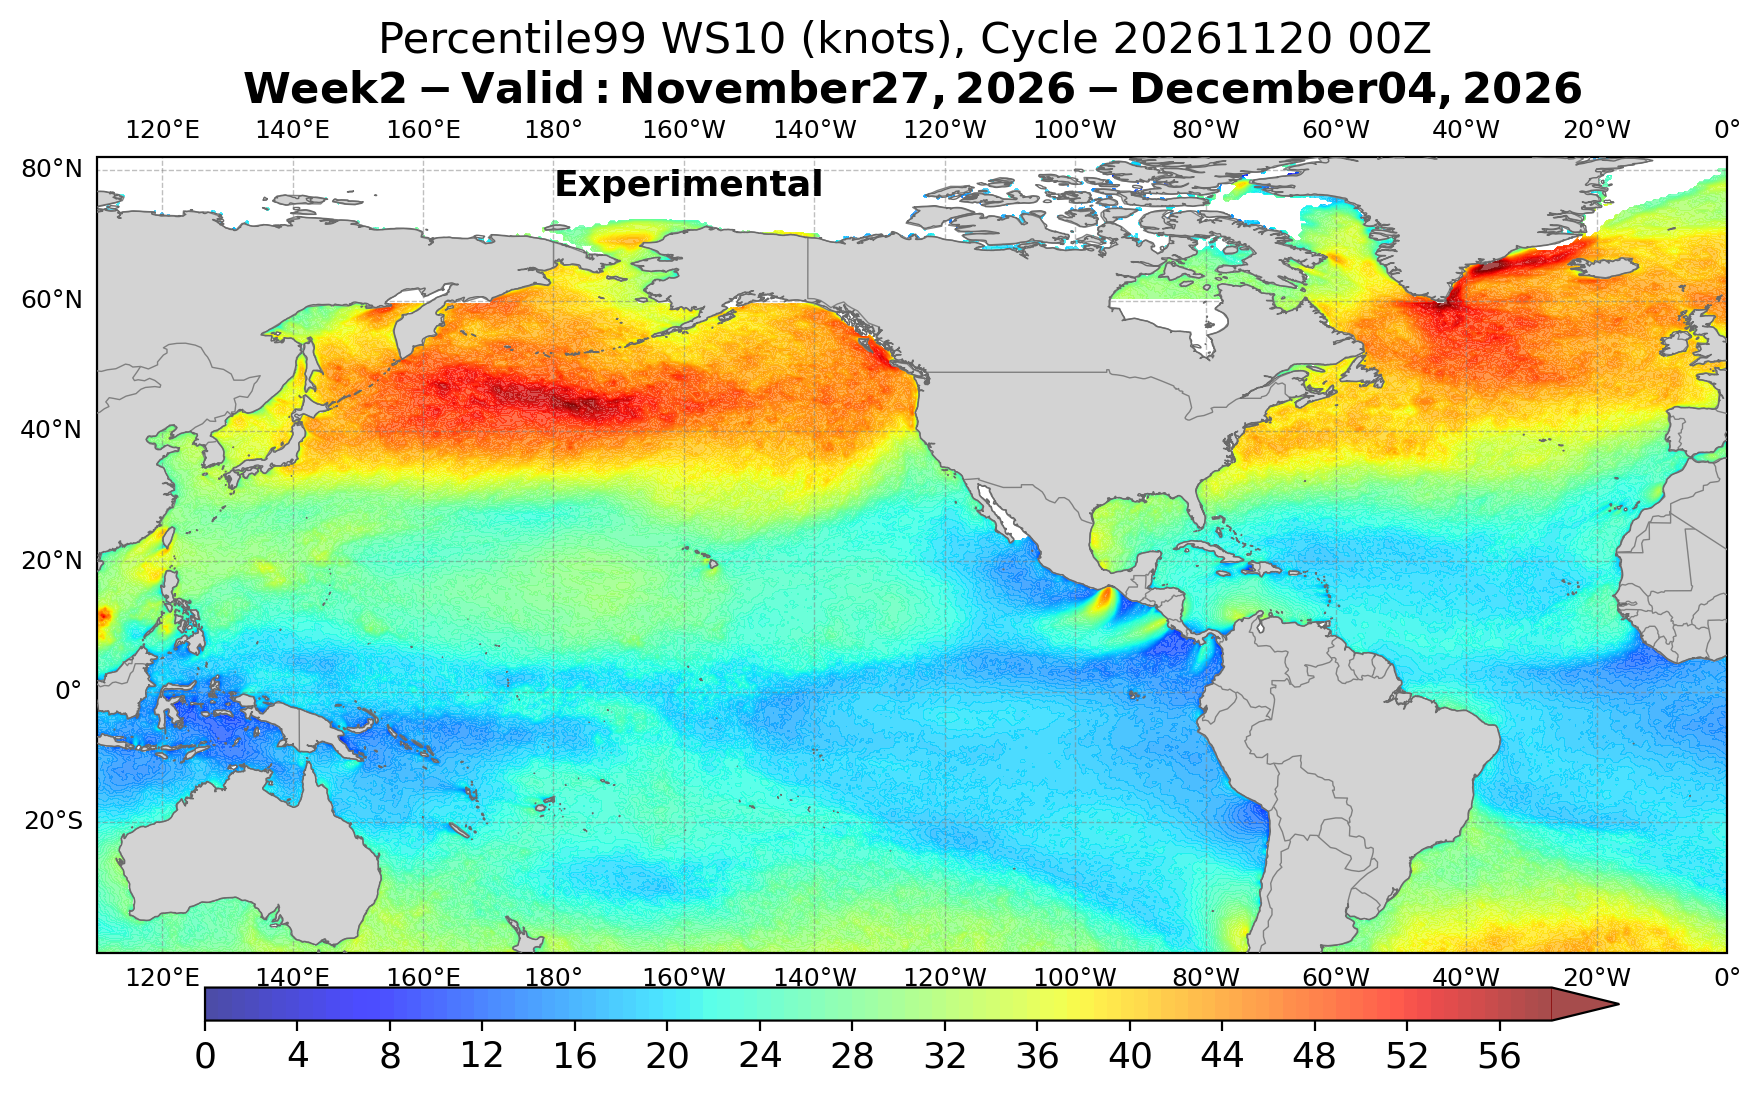 Percentile99 WS10 (knots), Cycle 20261120 00Z
Week2 − Valid : November27, 2026 − December04, 2026
120°E 140°E 160°E 180° 160°W 140°W 120°W 100°W 80°W 60°W 40°W 20°W 0°
80°N
Experimental
60°N
40°N
20°N
0°
20°S
120°E 140°E 160°E 180° 160°W 140°W 120°W 100°W 80°W 60°W 40°W 20°W 0°
0 4 8 12 16 20 24 28 32 36 40 44 48 52 56